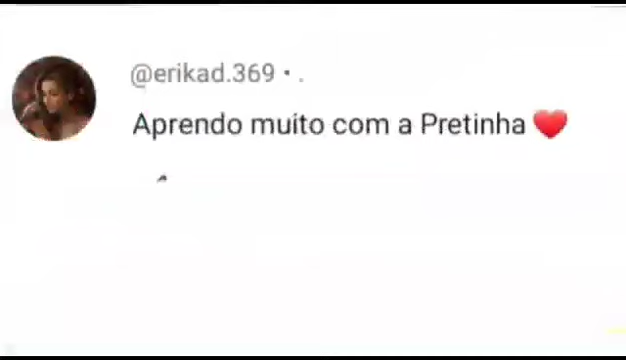 @erikad.369 • .
Aprendo muito com a Pretinha ❤️